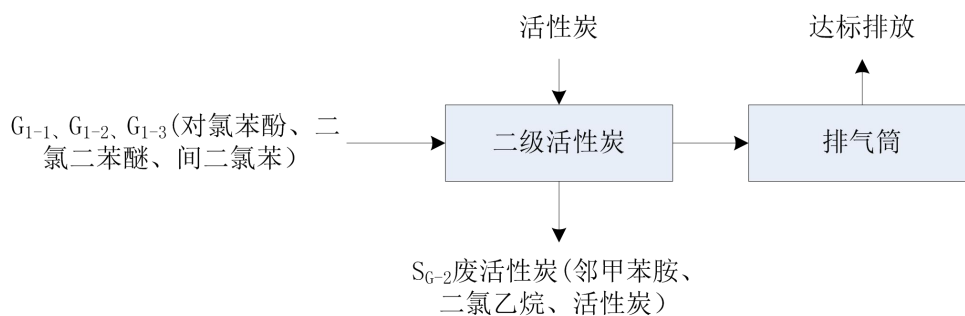 活性炭
达标排放
G1-1、G1-2、G1-3(对氯苯酚、二
氯二苯醚、间二氯苯)
二级活性炭
排气筒
SG-2废活性炭(邻甲苯胺、
二氯乙烷、活性炭)